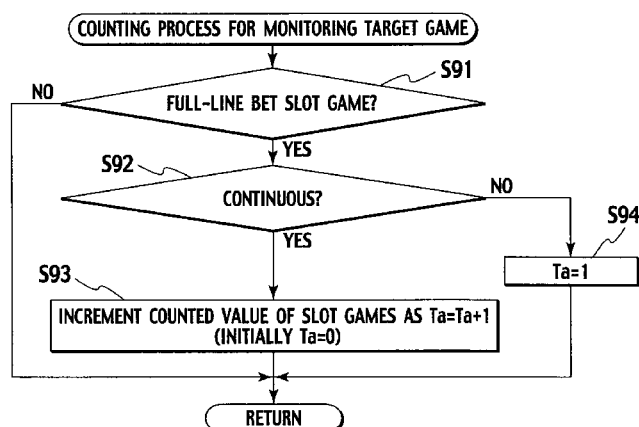 COUNTING PROCESS FOR MONITORING TARGET GAME
S91
NO
FULL-LINE BET SLOT GAME?
YES
S92
CONTINUOUS?
NO
YES
S94
Ta=1
S93
INCREMENT COUNTED VALUE OF SLOT GAMES AS Ta=Ta+1
(INITIALLY Ta=0)
RETURN